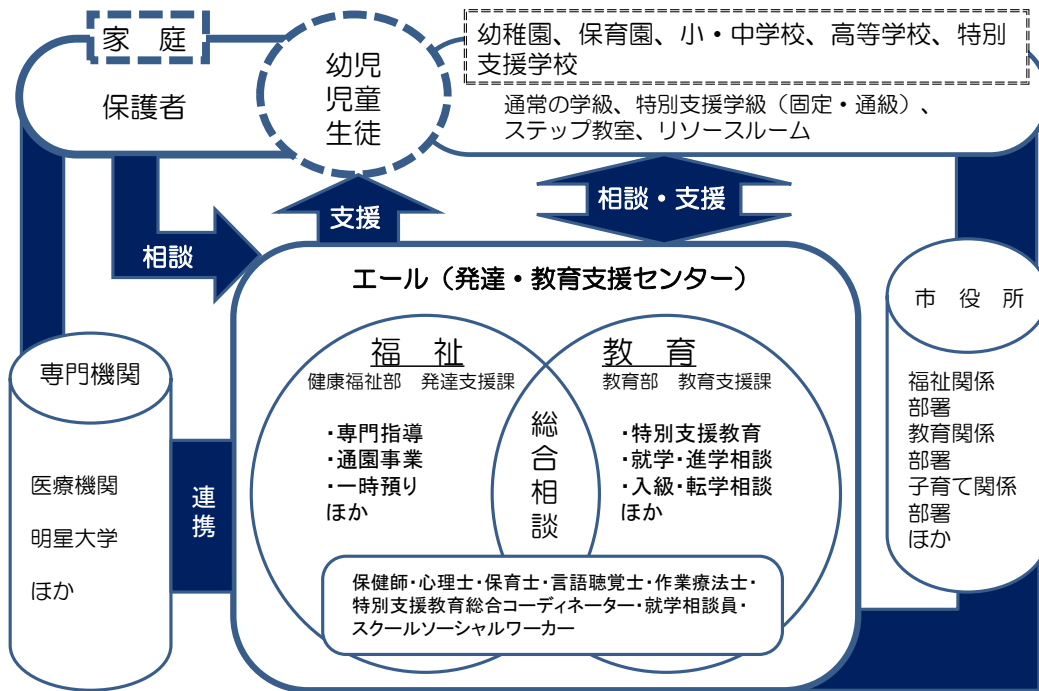 家　庭
保護者
幼児
児童
生徒
幼稚園、保育園、小・中学校、高等学校、特別
支援学校
通常の学級、特別支援学級（固定・通級）、
ステップ教室、リソースルーム
相談
支援
相談・支援
エール（発達・教育支援センター）
福　祉
健康福祉部　発達支援課
・専門指導
・通園事業
・一時預り
ほか
総合相談
教　育
教育部　教育支援課
・特別支援教育
・就学・進学相談
・入級・転学相談
ほか
保健師・心理士・保育士・言語聴覚士・作業療法士・
特別支援教育総合コーディネーター・就学相談員・
スクールソーシャルワーカー
専門機関
医療機関
明星大学
ほか
連携
市　役　所
福祉関係
部署
教育関係
部署
子育て関係
部署
ほか